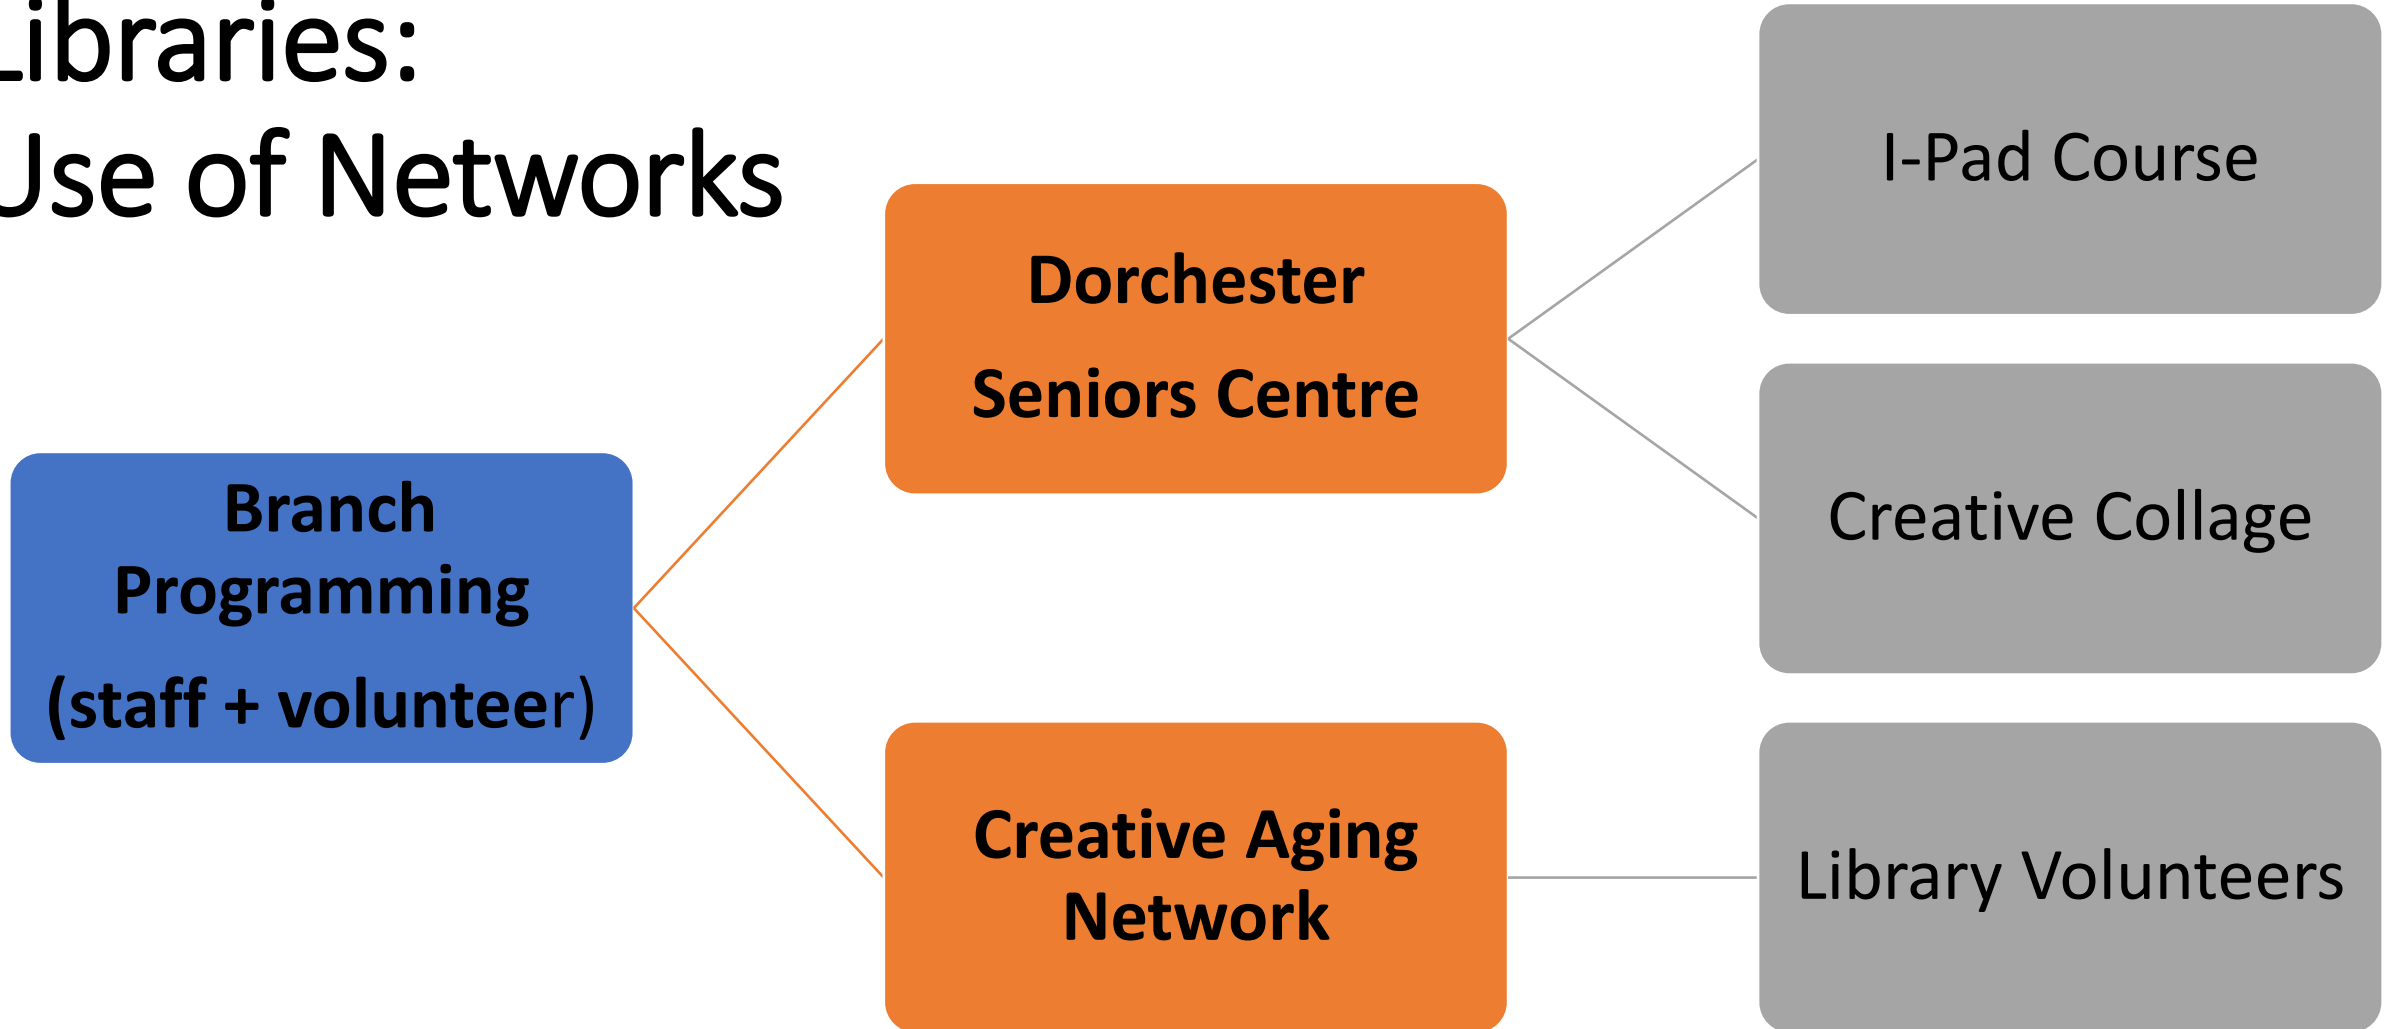 Libraries:
Use of Networks
Branch
Programming
(staff + volunteer)
Dorchester
Seniors Centre
Creative Aging
Network
I-Pad Course
Creative Collage
Library Volunteers